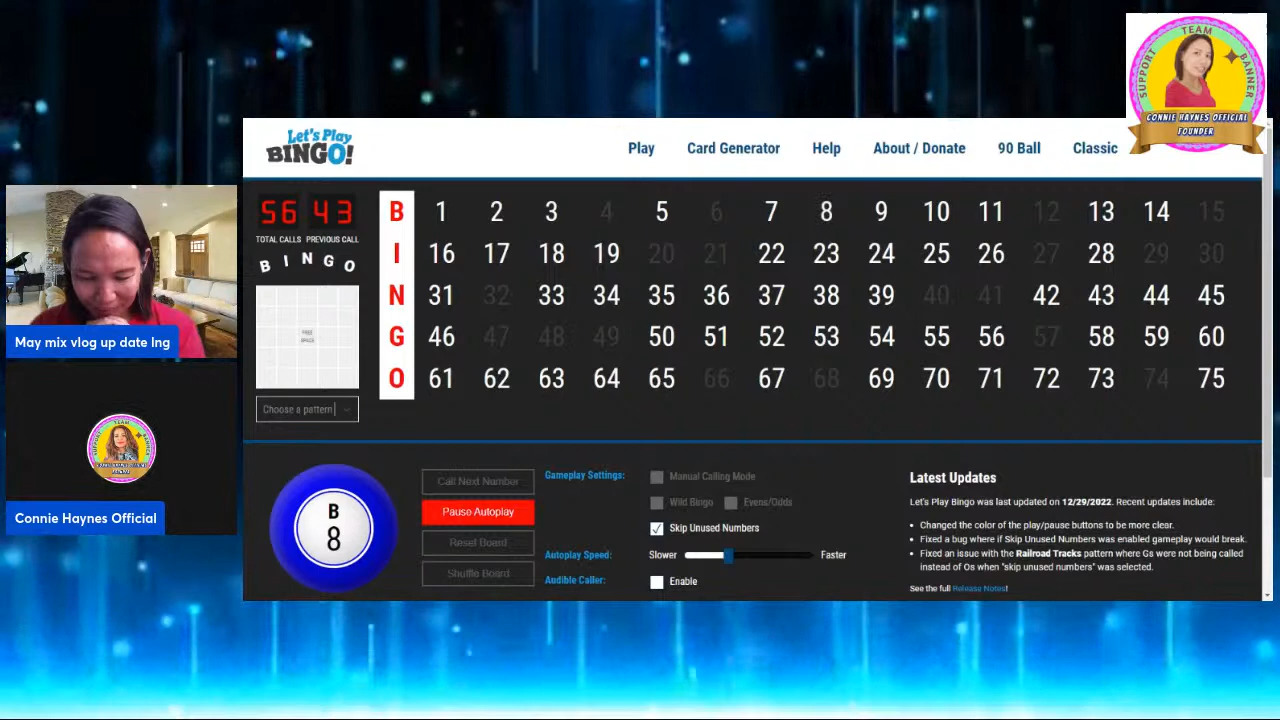 TEAM
SUPPORT
BANNER
CONNIE HAYNES OFFICIAL
FOUNDER
Let's Play
BINGO!
Play
Card Generator
Help
About / Donate
90 Ball
Classic
56 43
TOTAL CALLS PREVIOUS CALL
B I N G O
FREE
SPACE
Choose a pattern
B 1 2 3 4 5 6 7 8 9 10 11 12 13 14 15
I 16 17 18 19 20 21 22 23 24 25 26 27 28 29 30
N 31 32 33 34 35 36 37 38 39 40 41 42 43 44 45
G 46 47 48 49 50 51 52 53 54 55 56 57 58 59 60
O 61 62 63 64 65 66 67 68 69 70 71 72 73 74 75
May mix vlog up date lng
TEAM
SUPPORT
BANNER
Connie Haynes Official
B
8
Call Next Number
Pause Autoplay
Reset Board
Shuffle Board
Gameplay Settings:
Manual Calling Mode
Wild Bingo
Evens/Odds
Skip Unused Numbers
Autoplay Speed:
Slower
Faster
Audible Caller:
Enable
Latest Updates
Let's Play Bingo was last updated on 12/29/2022. Recent updates include:
Changed the color of the play/pause buttons to be more clear.
Fixed a bug where if Skip Unused Numbers was enabled gameplay would break.
Fixed an issue with the Railroad Tracks pattern where Gs were not being called
instead of Os when "skip unused numbers" was selected.
See the full Release Notes!